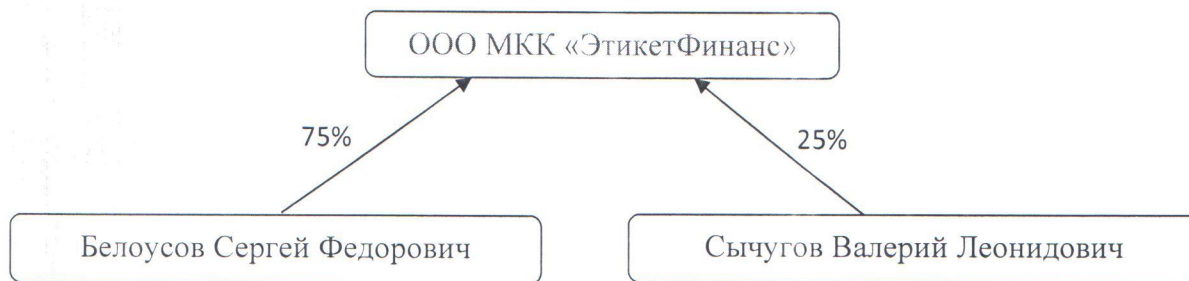 ООО МКК «ЭтикетФинанс»
75%
25%
Белоусов Сергей Федорович
Сычугов Валерий Леонидович